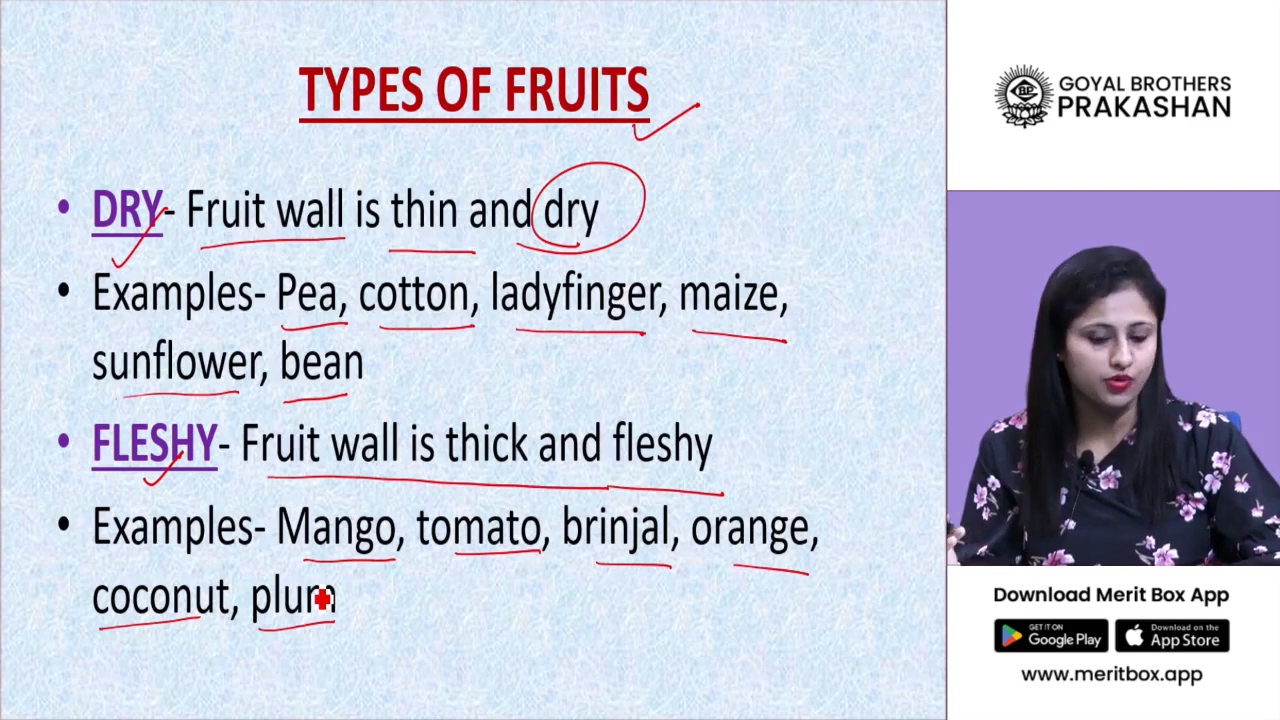 TYPES OF FRUITS
• DRY- Fruit wall is thin and dry
• Examples- Pea, cotton, ladyfinger, maize,
sunflower, bean
• FLESHY- Fruit wall is thick and fleshy
• Examples- Mango, tomato, brinjal, orange,
coconut, plum
GBP
GOYAL BROTHERS
PRAKASHAN
Download Merit Box App
GET IT ON
Google Play
Download on the
App Store
www.meritbox.app